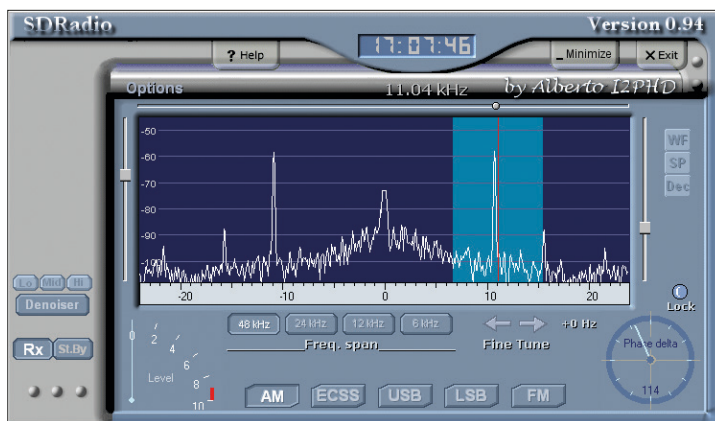 SDRadio Version 0.94
? Help 17:07:46 _ Minimize X Exit
Options 11.04 kHz by Alberto I2PHD
-50
-60
-70
-80
-90
-100
-20 -10 0 10 20
WF
SP
Dec
Lo Mid Hi
Denoiser
Rx St.By
Lock
0 2 4 6 8 10
Level
48 kHz 24 kHz 12 kHz 6 kHz
Freq. span
+0 Hz
Fine Tune
AM ECSS USB LSB FM
Phase delta
114